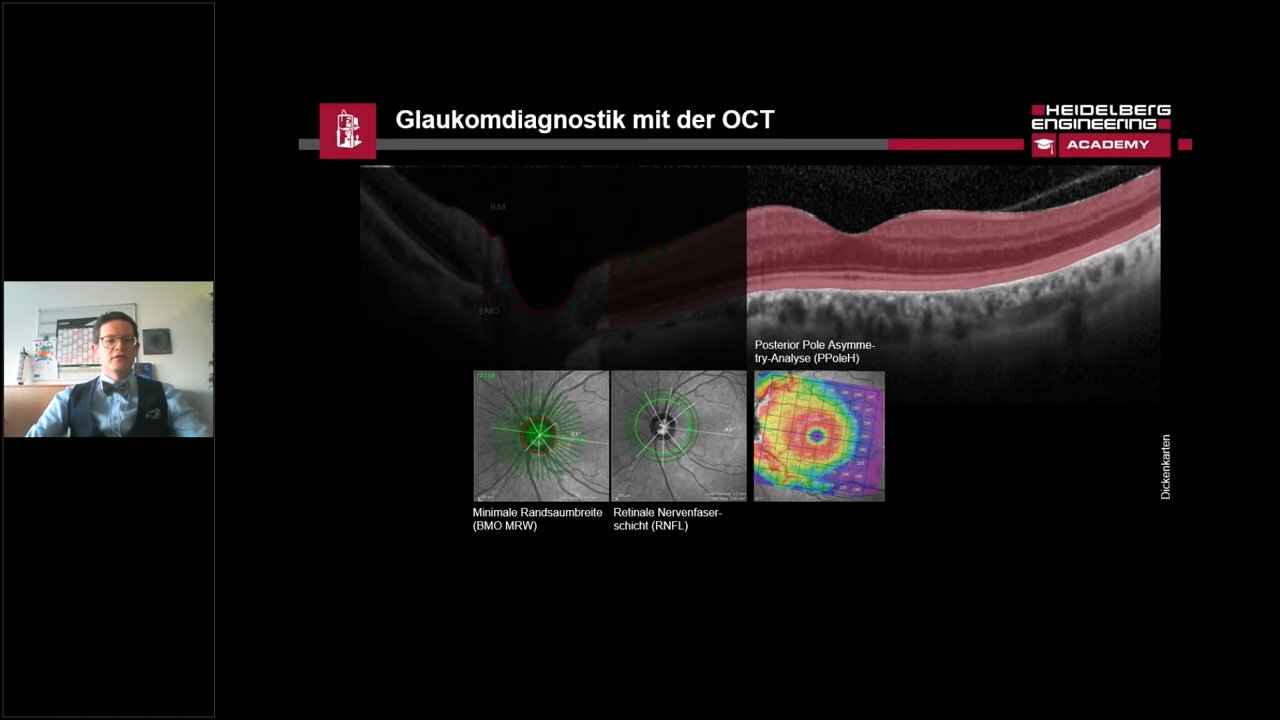 Glaukomdiagnostik mit der OCT
HEIDELBERG
ENGINEERING
ACADEMY
ILM
BMO
Posterior Pole Asymme-
try-Analyse (PPoleH)
Dickenkarten
Minimale Randsaumbreite
(BMO MRW)
Retinale Nervenfaser-
schicht (RNFL)